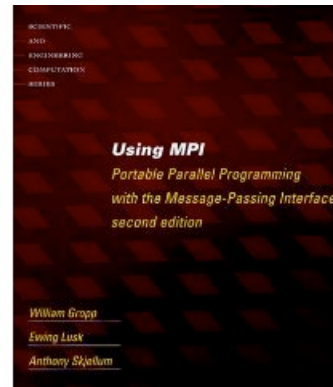 SCIENTIFIC
AND
ENGINEERING
COMPUTATION
SERIES
Using MPI
Portable Parallel Programming
with the Message-Passing Interface
second edition
William Gropp
Ewing Lusk
Anthony Skjellum